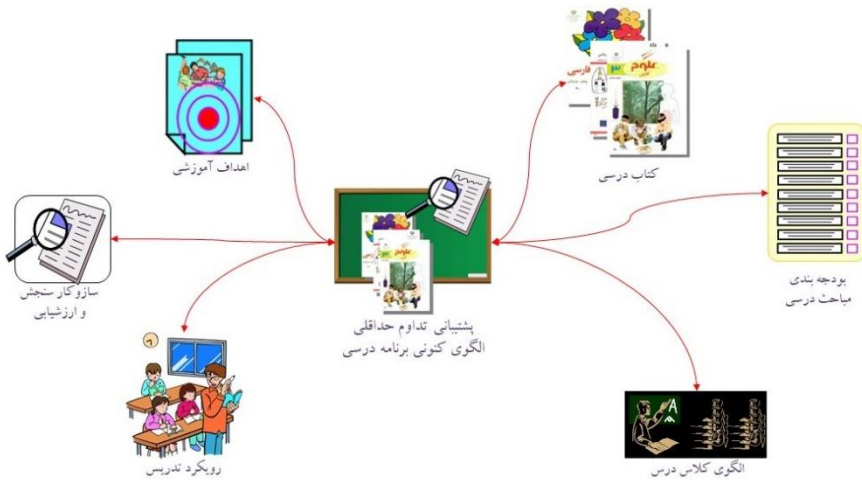 کتاب درسی
اهداف آموزشی
بودجه بندی
مباحث درسی
سازوکار سنجش
و ارزشیابی
پشتیبانی تداوم حداقلی
الگوی کنونی برنامه درسی
رویکرد تدریس
الگوی کلاس درس
علوم
فارسی
علوم
A